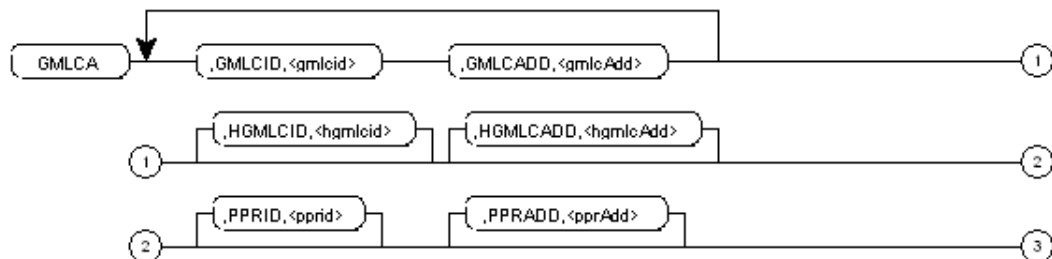 GMLCA ,GMLCID,<gmlcid> ,GMLCADD,<gmlcAdd> 1
1 ,HGMLCID,<hgmlcid> ,HGMLCADD,<hgmlcAdd> 2
2 ,PPRID,<pprid> ,PPRADD,<pprAdd> 3